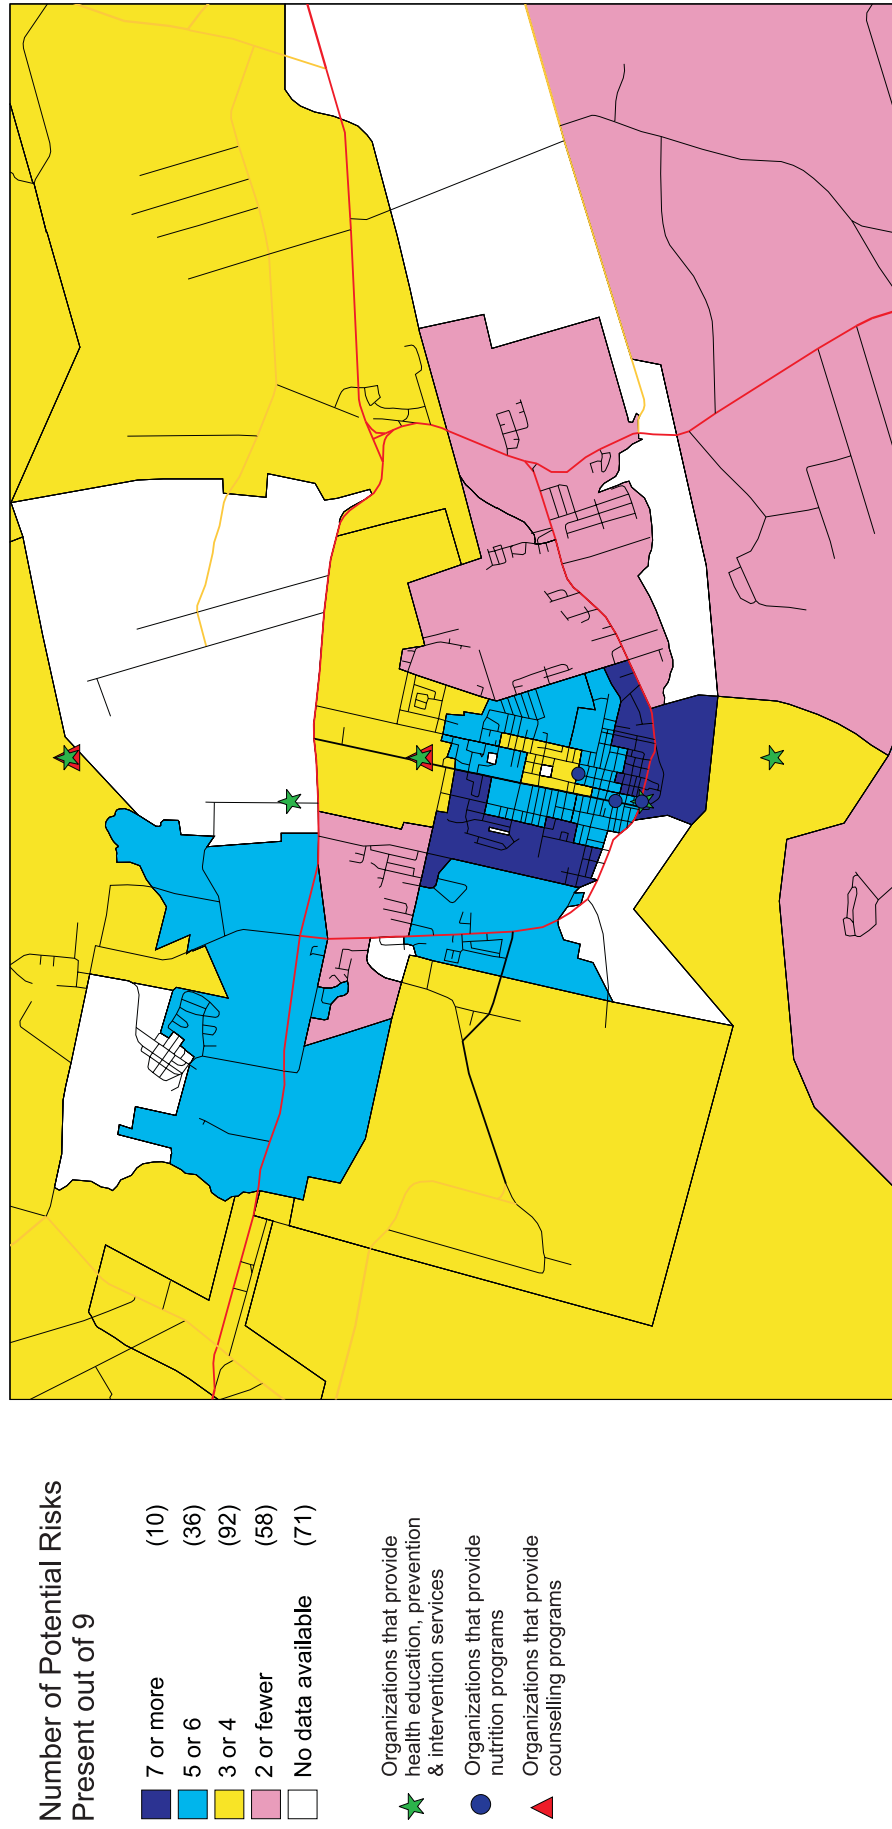 Number of Potential Risks
Present out of 9
7 or more (10)
5 or 6 (36)
3 or 4 (92)
2 or fewer (58)
No data available (71)
Organizations that provide
health education, prevention
& intervention services
Organizations that provide
nutrition programs
Organizations that provide
counselling programs